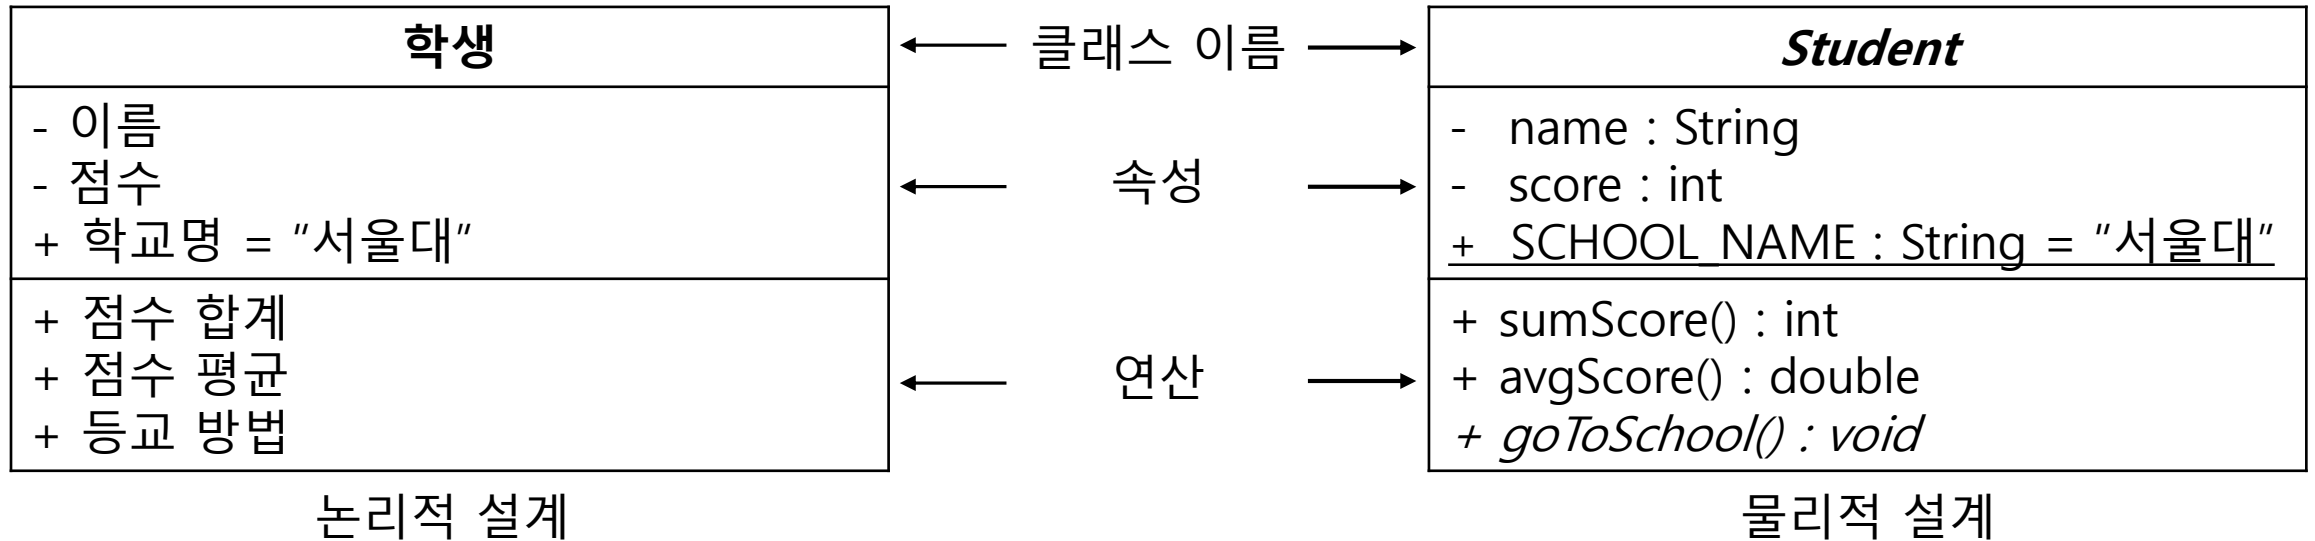 학생
- 이름
- 점수
+ 학교명 = "서울대"
+ 점수 합계
+ 점수 평균
+ 등교 방법
논리적 설계
클래스 이름
속성
연산
Student
- name : String
- score : int
+ SCHOOL_NAME : String = "서울대"
+ sumScore() : int
+ avgScore() : double
+ goToSchool() : void
물리적 설계